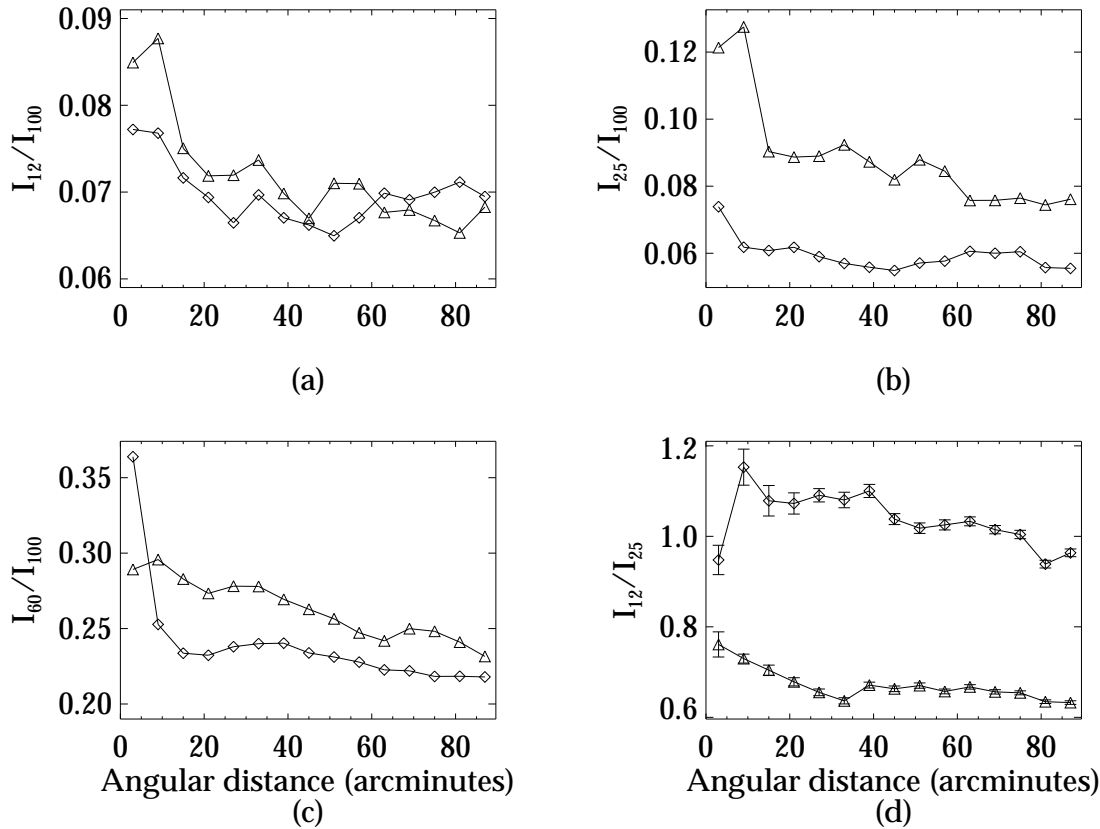 0.09
0.08
0.07
0.06
I12/I100
0 20 40 60 80
(a)
0.12
0.10
0.08
0.06
I25/I100
0 20 40 60 80
(b)
0.35
0.30
0.25
0.20
I60/I100
0 20 40 60 80
Angular distance (arcminutes)
(c)
1.2
1.0
0.8
0.6
I12/I25
0 20 40 60 80
Angular distance (arcminutes)
(d)